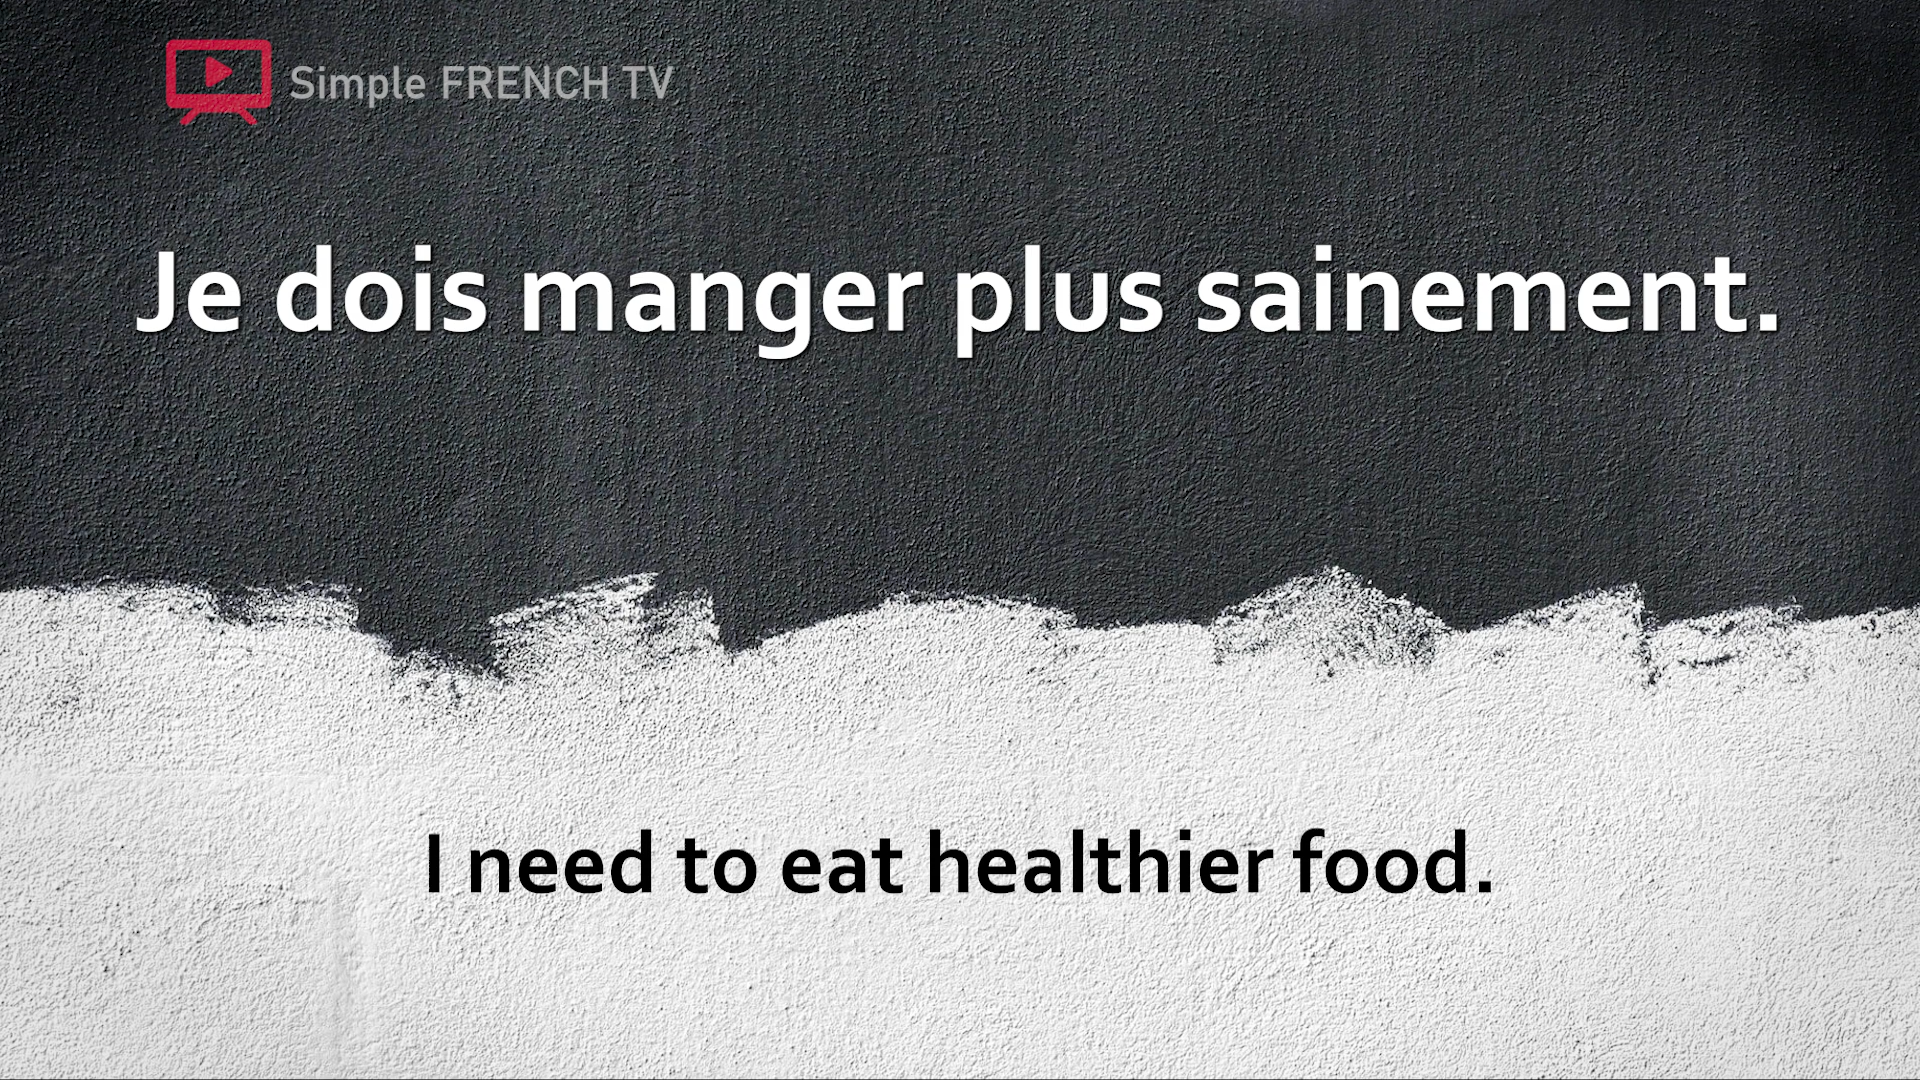 Simple FRENCH TV
Je dois manger plus sainement.
I need to eat healthier food.